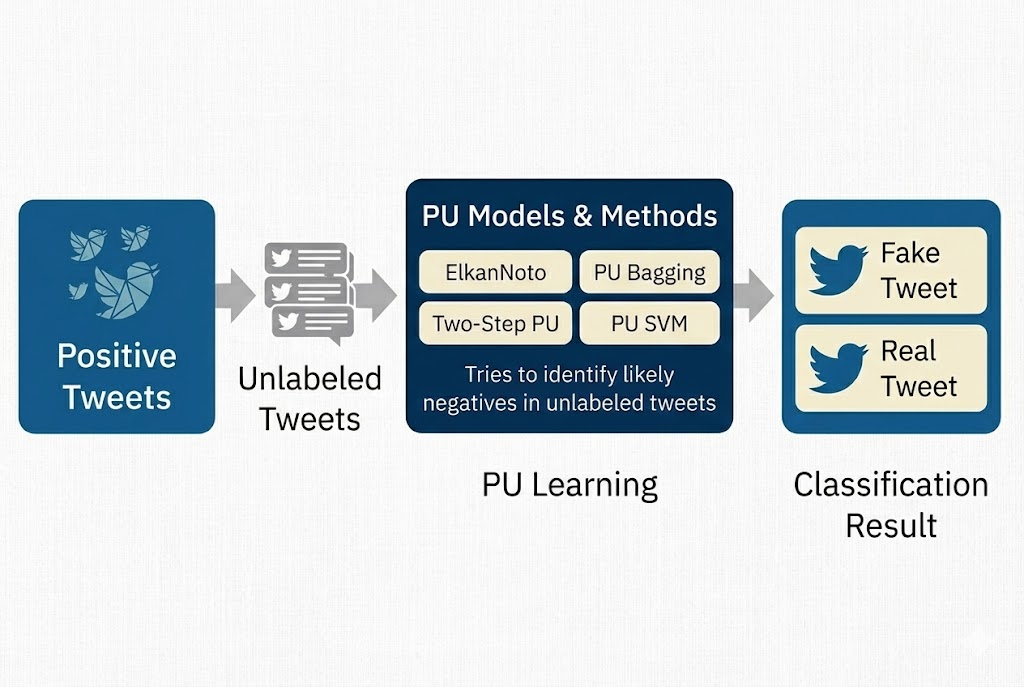 Positive
Tweets
Unlabeled
Tweets
PU Models & Methods
ElkanNoto
PU Bagging
Two-Step PU
PU SVM
Tries to identify likely
negatives in unlabeled tweets
PU Learning
Fake
Tweet
Real
Tweet
Classification
Result